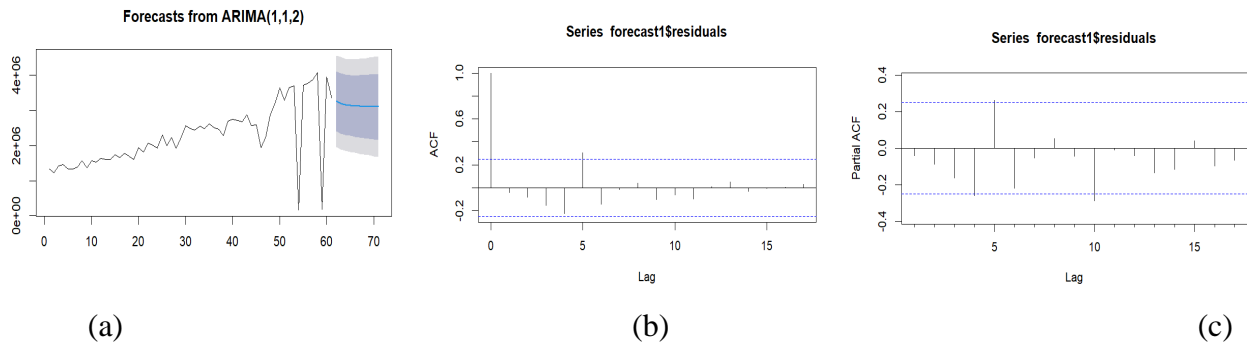 Forecasts from ARIMA(1,1,2)
0e+00 2e+06 4e+06
0 10 20 30 40 50 60 70
(a)
Series forecast1$residuals
ACF
-0.2 0.2 0.6 1.0
0 5 10 15
Lag
(b)
Series forecast1$residuals
Partial ACF
-0.4 -0.2 0.0 0.2 0.4
5 10 15
Lag
(c)